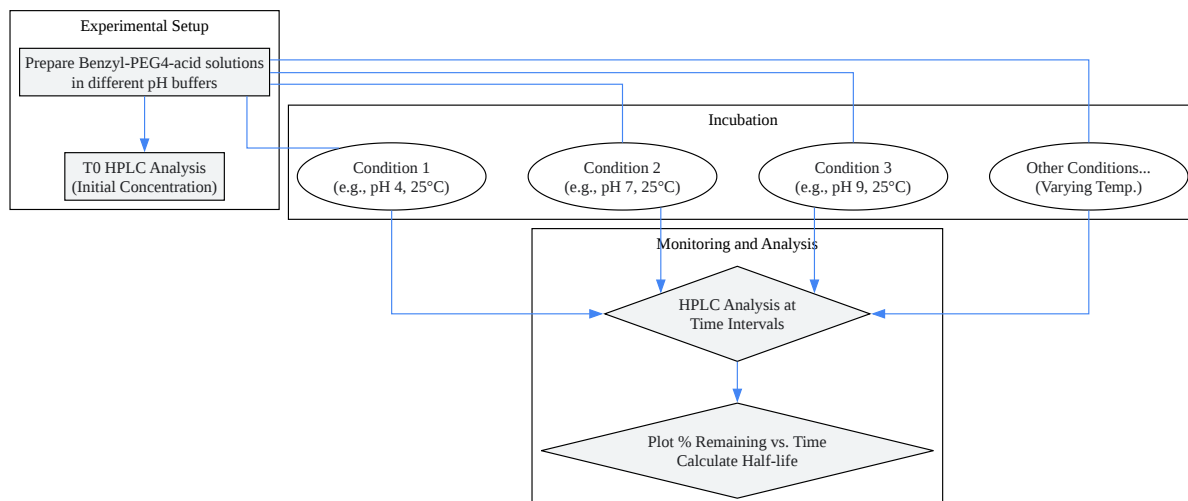 Experimental Setup
Prepare Benzyl-PEG4-acid solutions
in different pH buffers
T0 HPLC Analysis
(Initial Concentration)
Incubation
Condition 1
(e.g., pH 4, 25°C)
Condition 2
(e.g., pH 7, 25°C)
Condition 3
(e.g., pH 9, 25°C)
Other Conditions...
(Varying Temp.)
Monitoring and Analysis
HPLC Analysis at
Time Intervals
Plot % Remaining vs. Time
Calculate Half-life